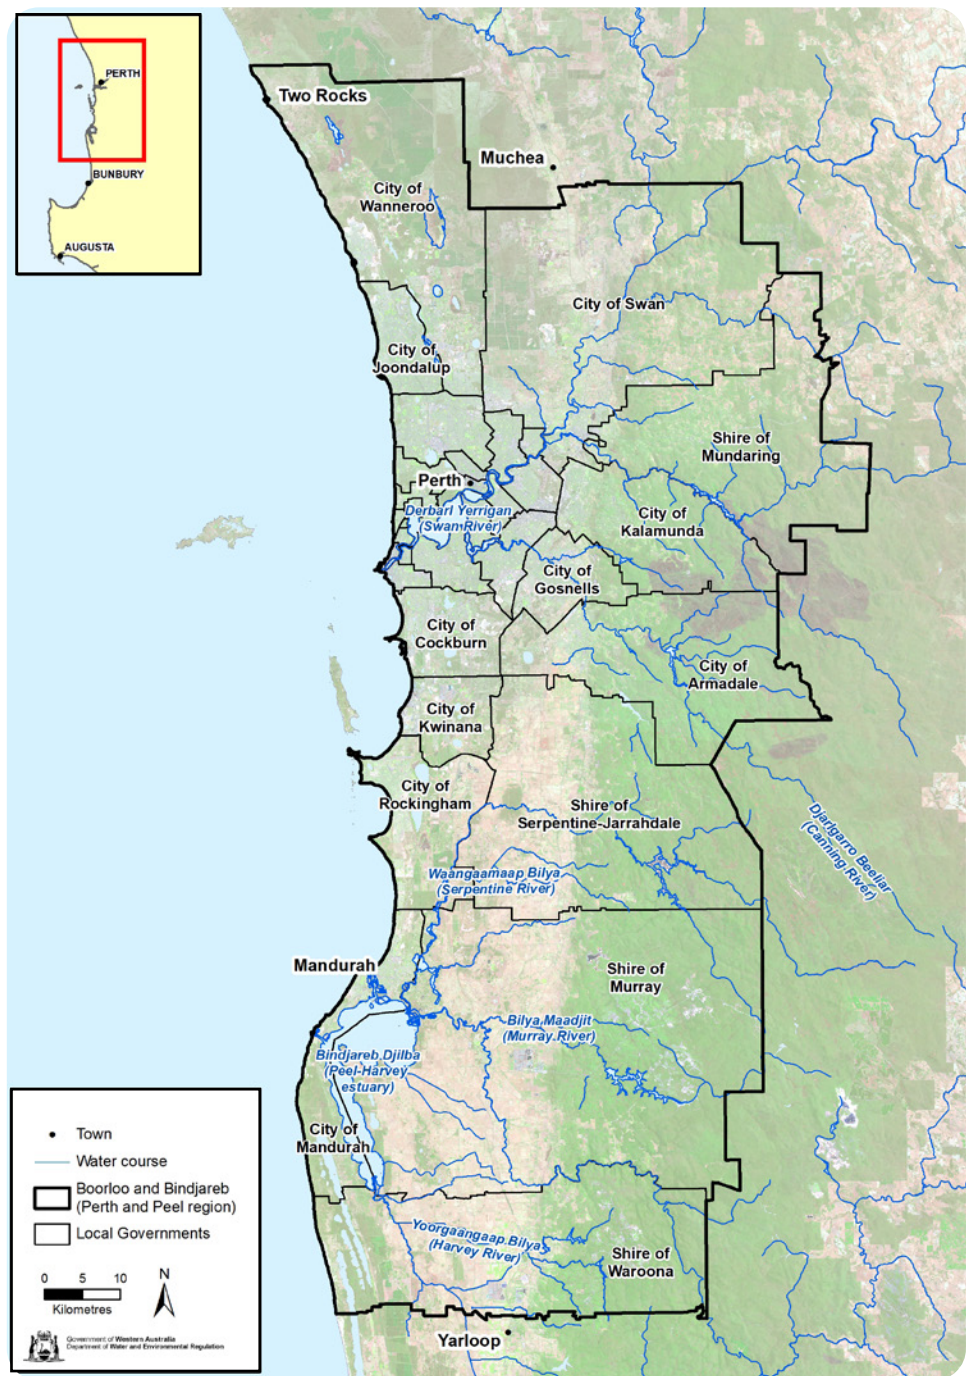 PERTH
BUNBURY
AUGUSTA
Two Rocks
Muchea
City of
Wanneroo
City of Swan
City of
Joondalup
Shire of
Mundaring
Perth
Derbarl Yerrigan
(Swan River)
City of
Kalamunda
City of
Gosnells
City of
Cockburn
City of
Armadale
City of
Kwinana
City of
Rockingham
Shire of
Serpentine-Jarrahdale
Djarlgarro Beeliar
(Canning River)
Waangaamaap Bilya
(Serpentine River)
Mandurah
Shire of
Murray
Bilya Maadjit
(Murray River)
Bindjareb Djilba
(Peel-Harvey
estuary)
City of
Mandurah
Yoorgaangaap Bilya
(Harvey River)
Shire of
Waroona
Yarloop
Town
Water course
Boorloo and Bindjareb
(Perth and Peel region)
Local Governments
0 5 10
Kilometres
N
Government of Western Australia
Department of Water and Environmental Regulation